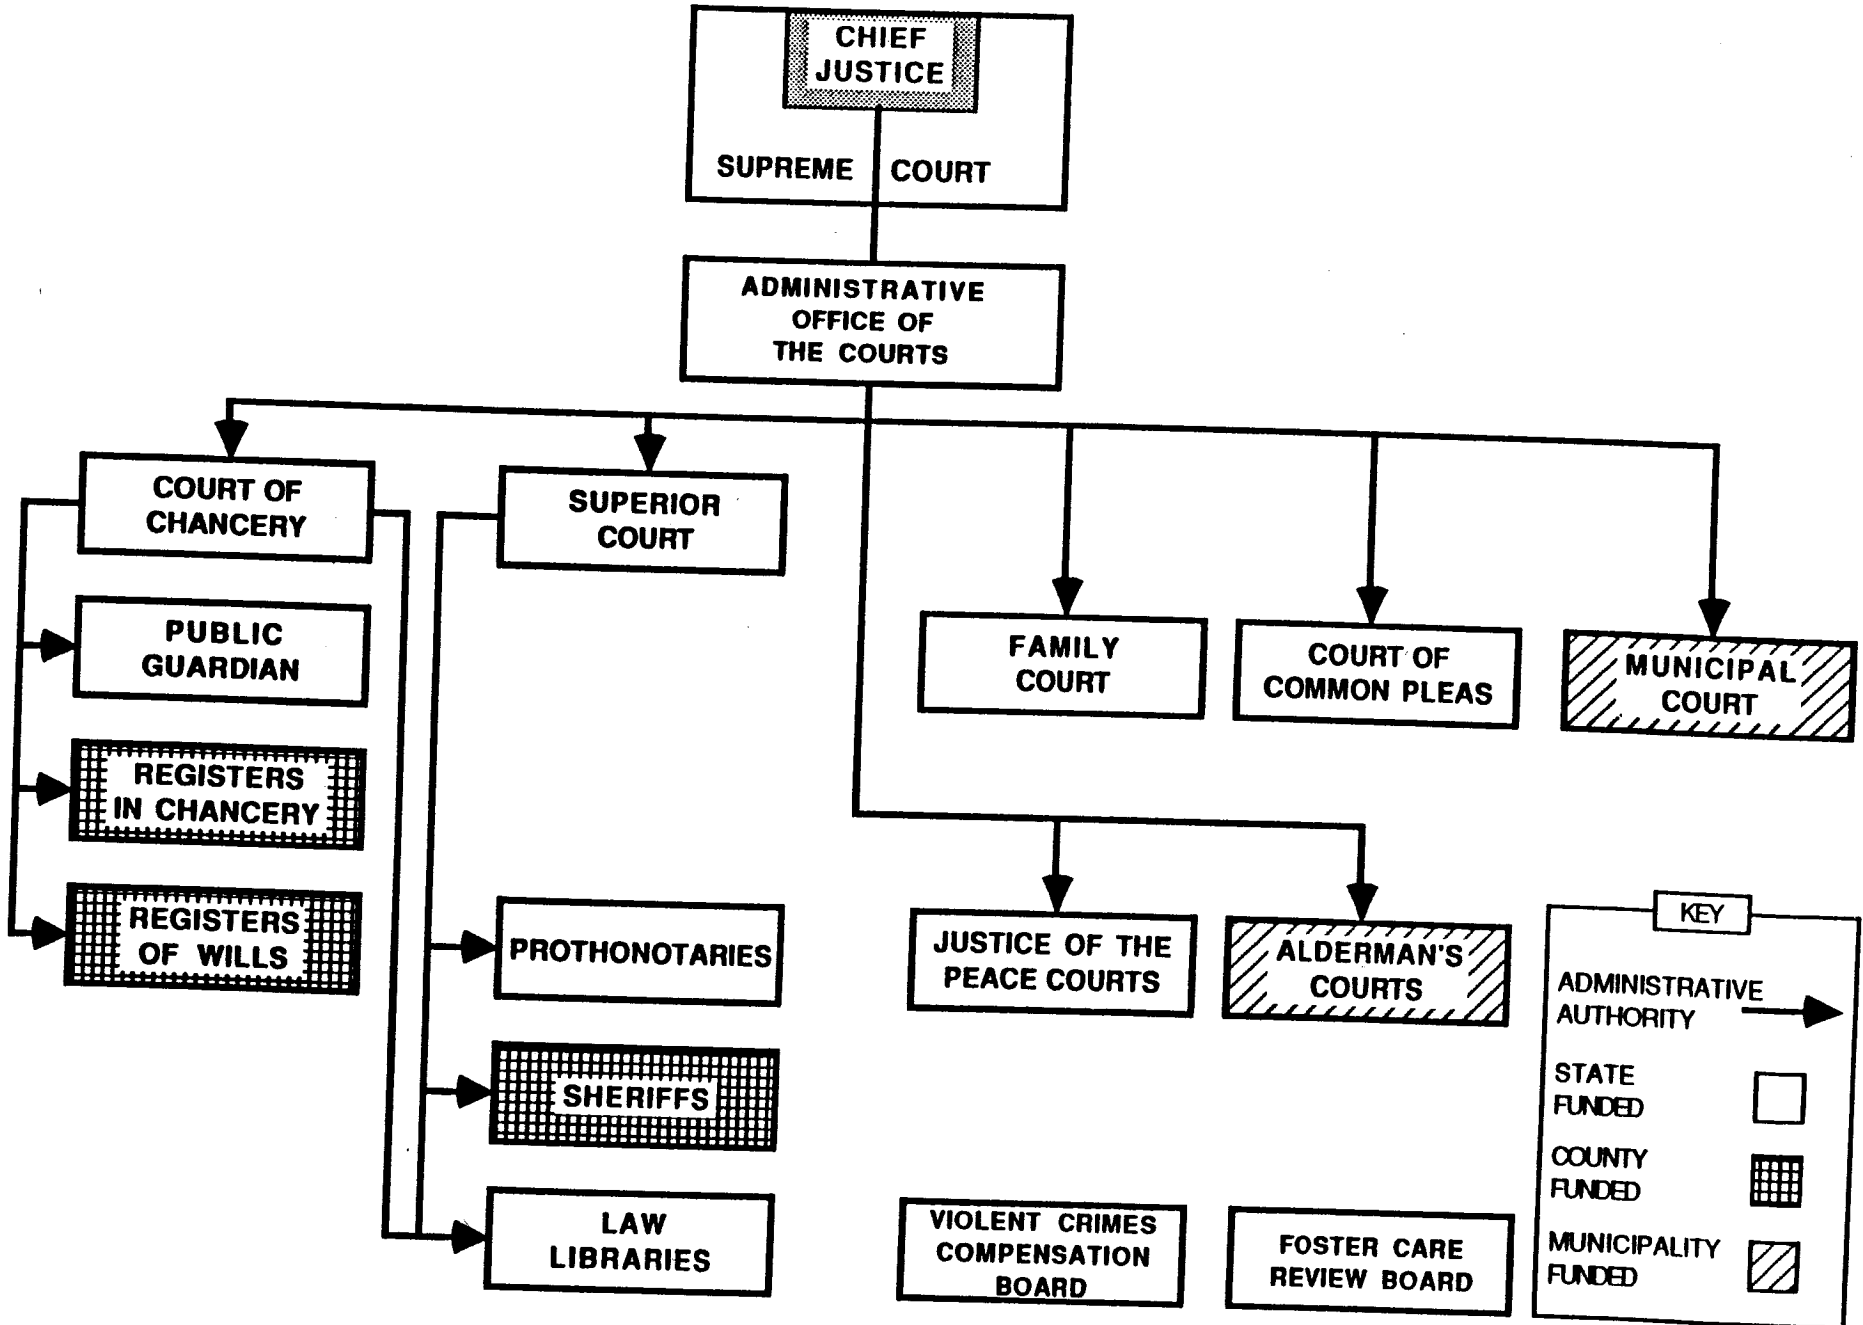 CHIEF
JUSTICE
SUPREME COURT
ADMINISTRATIVE
OFFICE OF
THE COURTS
COURT OF
CHANCERY
SUPERIOR
COURT
PUBLIC
GUARDIAN
FAMILY
COURT
COURT OF
COMMON PLEAS
MUNICIPAL
COURT
REGISTERS
IN CHANCERY
REGISTERS
OF WILLS
PROTHONOTARIES
JUSTICE OF THE
PEACE COURTS
ALDERMAN'S
COURTS
SHERIFFS
LAW
LIBRARIES
VIOLENT CRIMES
COMPENSATION
BOARD
FOSTER CARE
REVIEW BOARD
KEY
ADMINISTRATIVE
AUTHORITY
STATE
FUNDED
COUNTY
FUNDED
MUNICIPALITY
FUNDED